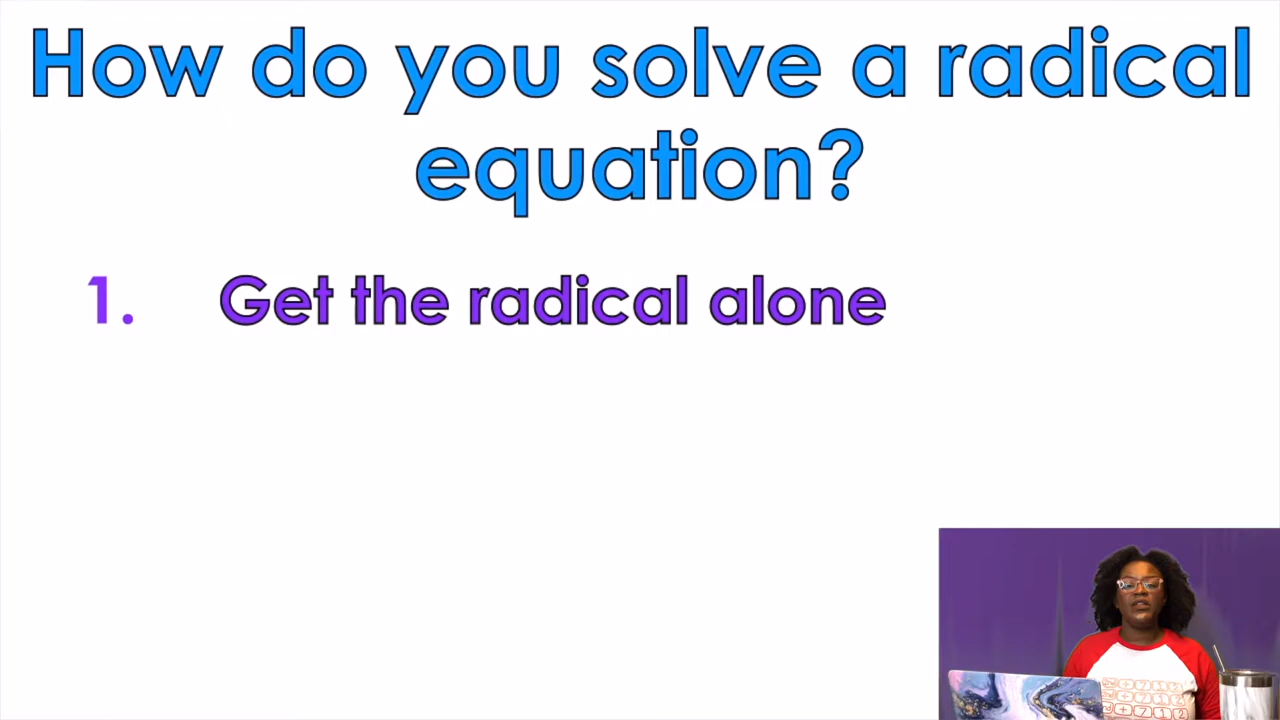 How do you solve a radical
equation?
1. Get the radical alone